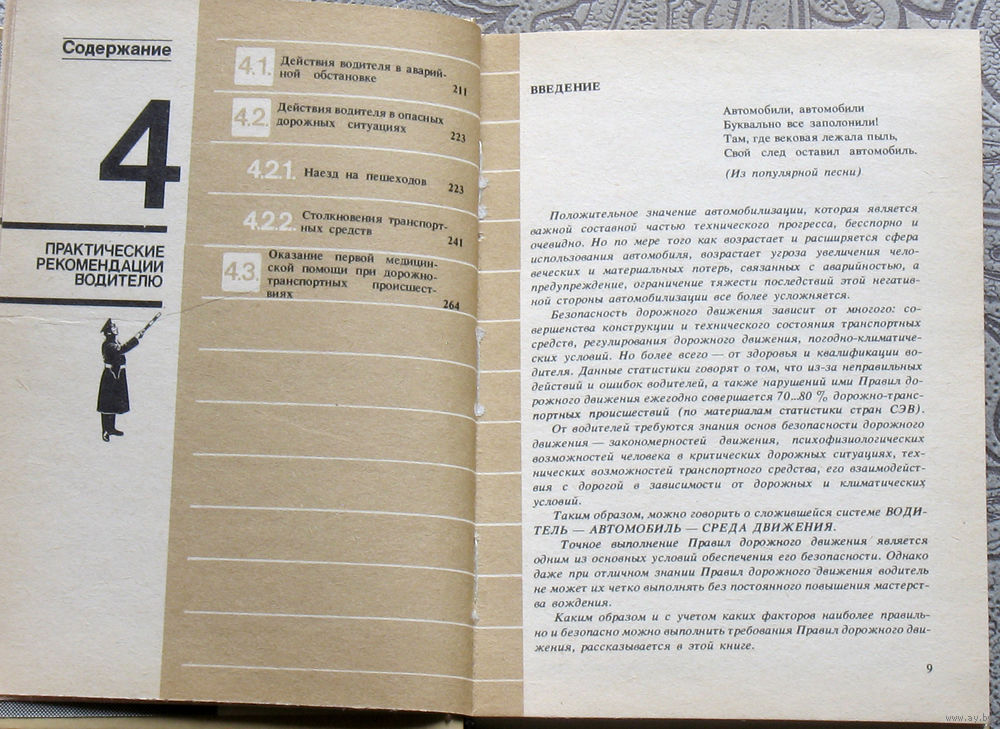 Содержание
4
ПРАКТИЧЕСКИЕ
РЕКОМЕНДАЦИИ
ВОДИТЕЛЮ
4.1. Действия водителя в аварий-
ной обстановке
211
4.2. Действия водителя в опасных
дорожных ситуациях
223
4.2.1. Наезд на пешеходов 223
4.2.2. Столкновения транспорт-
ных средств 241
4.3. Оказание первой медицин-
ской помощи при дорожно-
транспортных происшест-
виях 264
ВВЕДЕНИЕ
Автомобили, автомобили
Буквально все заполонили!
Там, где вековая лежала пыль,
Свой след оставил автомобиль.
(Из популярной песни)
Положительное значение автомобилизации, которая является
важной составной частью технического прогресса, бесспорно и
очевидно. Но по мере того как возрастает и расширяется сфера
использования автомобиля, возрастает угроза увеличения чело-
веческих и материальных потерь, связанных с аварийностью, а
предупреждение, ограничение тяжести последствий этой негатив-
ной стороны автомобилизации все более усложняется.
Безопасность дорожного движения зависит от многого: со-
вершенства конструкции и технического состояния транспортных
средств, регулирования дорожного движения, погодно-климатиче-
ских условий. Но более всего — от здоровья и квалификации во-
дителя. Данные статистики говорят о том, что из-за неправильных
действий и ошибок водителей, а также нарушений ими Правил до-
рожного движения ежегодно совершается 70...80 % дорожно-транс-
портных происшествий (по материалам статистики стран СЭВ).
От водителей требуются знания основ безопасности дорожного
движения — закономерностей движения, психофизиологических
возможностей человека в критических дорожных ситуациях, тех-
нических возможностей транспортного средства, его взаимодейст-
вия с дорогой в зависимости от дорожных и климатических
условий.
Таким образом, можно говорить о сложившейся системе ВОДИ-
ТЕЛЬ — АВТОМОБИЛЬ — СРЕДА ДВИЖЕНИЯ.
Точное выполнение Правил дорожного движения является
одним из основных условий обеспечения его безопасности. Однако
даже при отличном знании Правил дорожного движения водитель
не может их четко выполнять без постоянного повышения мастерст-
ва вождения.
Каким образом и с учетом каких факторов наиболее правиль-
но и безопасно можно выполнить требования Правил дорожного дви-
жения, рассказывается в этой книге.
9
www.ay.by